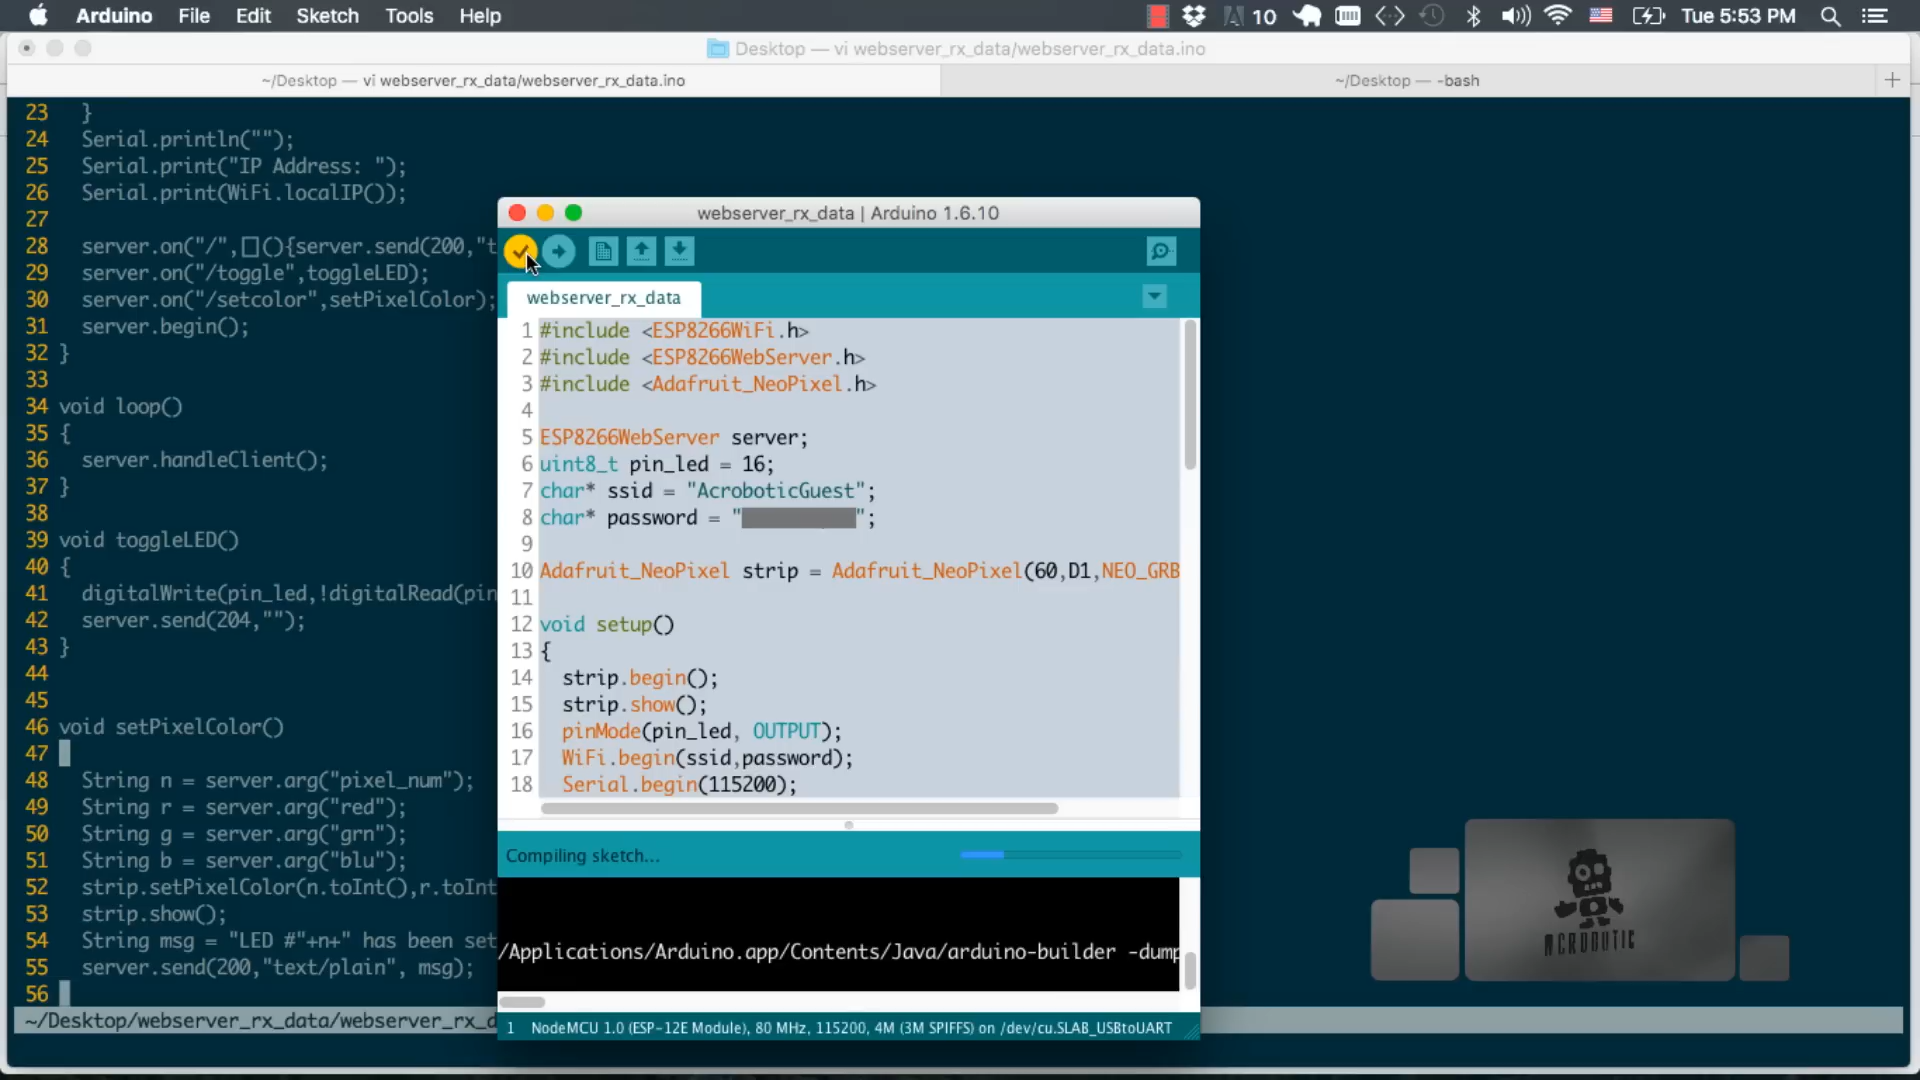 Arduino File Edit Sketch Tools Help 10 Tue 5:53 PM
Desktop — vi webserver_rx_data/webserver_rx_data.ino
~/Desktop — vi webserver_rx_data/webserver_rx_data.ino
~/Desktop — -bash
23 }
24 Serial.println("");
25 Serial.print("IP Address: ");
26 Serial.print(WiFi.localIP());
27
28 server.on("/",[](){server.send(200,"t
29 server.on("/toggle",toggleLED);
30 server.on("/setcolor",setPixelColor);
31 server.begin();
32 }
33
34 void loop()
35 {
36 server.handleClient();
37 }
38
39 void toggleLED()
40 {
41 digitalWrite(pin_led,!digitalRead(pin
42 server.send(204,"");
43 }
44
45
46 void setPixelColor()
47
48 String n = server.arg("pixel_num");
49 String r = server.arg("red");
50 String g = server.arg("grn");
51 String b = server.arg("blu");
52 strip.setPixelColor(n.toInt(),r.toInt
53 strip.show();
54 String msg = "LED #"+n+" has been set
55 server.send(200,"text/plain", msg);
56
~/Desktop/webserver_rx_data/webserver_rx_d
webserver_rx_data | Arduino 1.6.10
webserver_rx_data
1 #include <ESP8266WiFi.h>
2 #include <ESP8266WebServer.h>
3 #include <Adafruit_NeoPixel.h>
4
5 ESP8266WebServer server;
6 uint8_t pin_led = 16;
7 char* ssid = "AcroboticGuest";
8 char* password = "";
9
10 Adafruit_NeoPixel strip = Adafruit_NeoPixel(60,D1,NEO_GRB
11
12 void setup()
13 {
14 strip.begin();
15 strip.show();
16 pinMode(pin_led, OUTPUT);
17 WiFi.begin(ssid,password);
18 Serial.begin(115200);
Compiling sketch...
/Applications/Arduino.app/Contents/Java/arduino-builder -dump
1 NodeMCU 1.0 (ESP-12E Module), 80 MHz, 115200, 4M (3M SPIFFS) on /dev/cu.SLAB_USBtoUART
ACROBOTIC